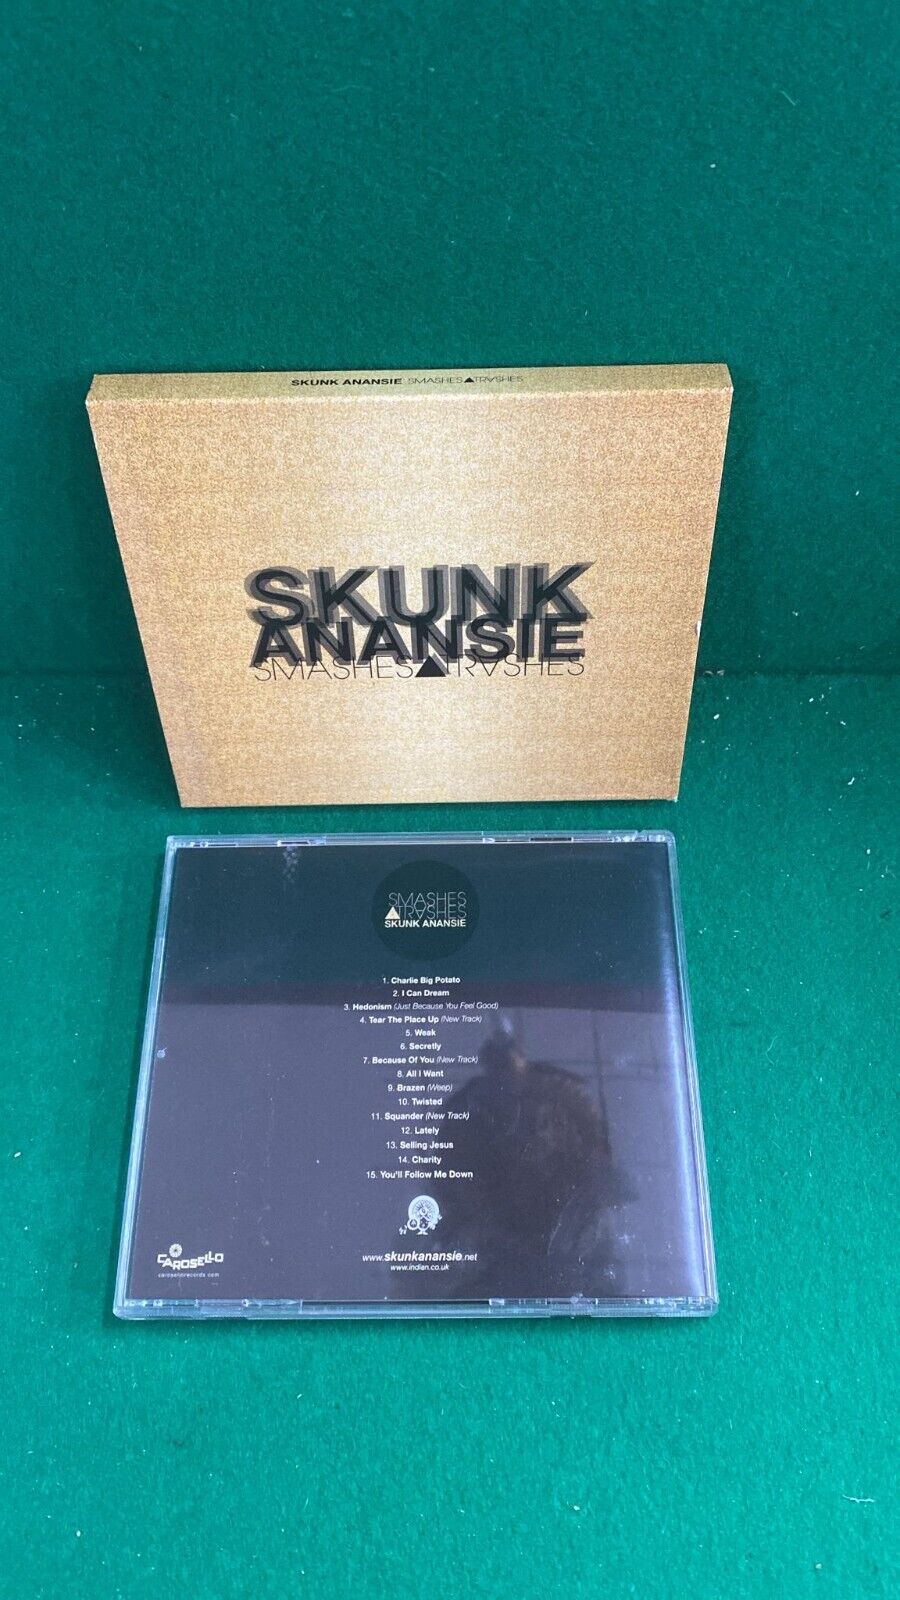 SKUNK ANANSIE SMASHES▲TRASHES
SKUNK
ANANSIE
SMASHES▲TRASHES
SMASHES
▲TRASHES
SKUNK ANANSIE
1. Charlie Big Potato
2. I Can Dream
3. Hedonism (Just Because You Feel Good)
4. Tear The Place Up (New Track)
5. Weak
6. Secretly
7. Because Of You (New Track)
8. All I Want
9. Brazen (Weep)
10. Twisted
11. Squander (New Track)
12. Lately
13. Selling Jesus
14. Charity
15. You'll Follow Me Down
CAROSELLO
carosellorecords.com
www.skunkanansie.net
www.indian.co.uk